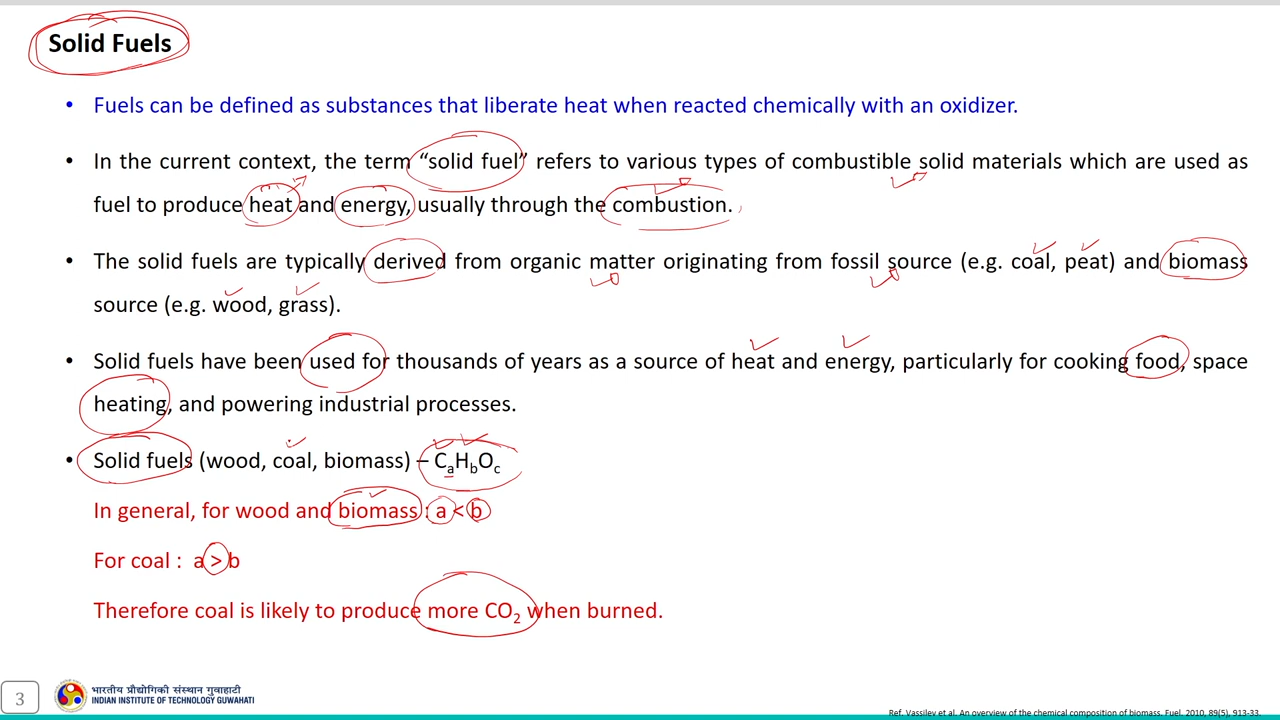 Solid Fuels
• Fuels can be defined as substances that liberate heat when reacted chemically with an oxidizer.
• In the current context, the term “solid fuel” refers to various types of combustible solid materials which are used as
fuel to produce heat and energy, usually through the combustion.
• The solid fuels are typically derived from organic matter originating from fossil source (e.g. coal, peat) and biomass
source (e.g. wood, grass).
• Solid fuels have been used for thousands of years as a source of heat and energy, particularly for cooking food, space
heating, and powering industrial processes.
• Solid fuels (wood, coal, biomass) – CaHbOc
In general, for wood and biomass : a < b
For coal : a > b
Therefore coal is likely to produce more CO2 when burned.
3
भारतीय प्रौद्योगिकी संस्थान गुवाहाटी
INDIAN INSTITUTE OF TECHNOLOGY GUWAHATI
Ref. Vassilev et al. An overview of the chemical composition of biomass. Fuel. 2010, 89(5), 913-33.